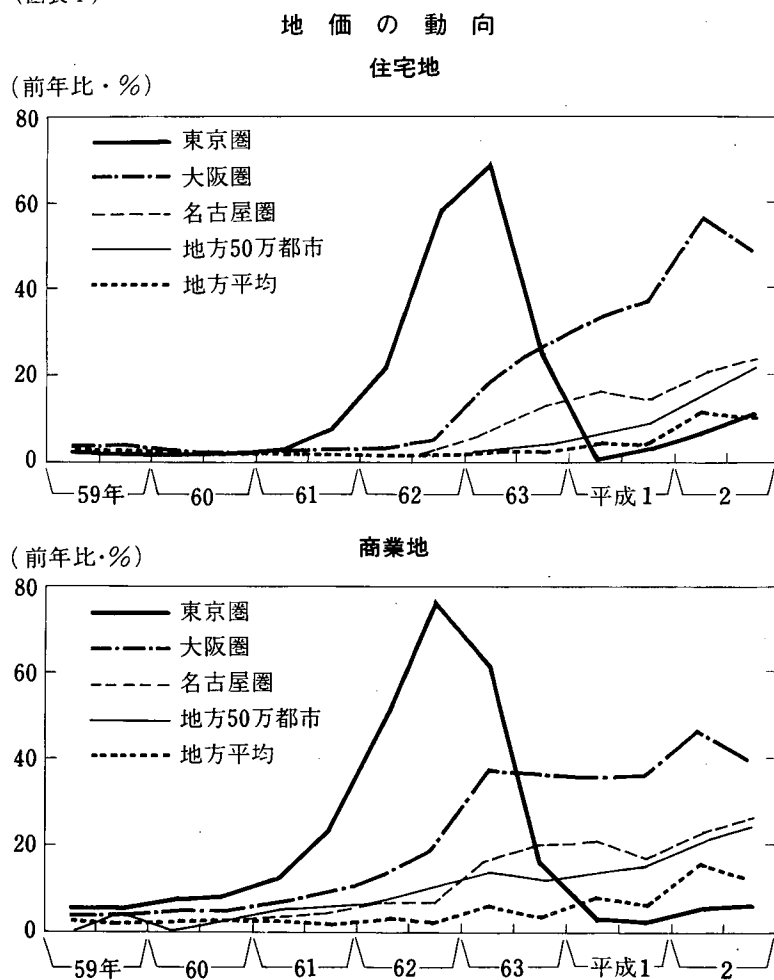 地価の動向
住宅地
(前年比・%)
80
60
40
20
0
東京圏
大阪圏
名古屋圏
地方50万都市
地方平均
59年 60 61 62 63 平成1 2
商業地
(前年比・%)
80
60
40
20
0
東京圏
大阪圏
名古屋圏
地方50万都市
地方平均
59年 60 61 62 63 平成1 2